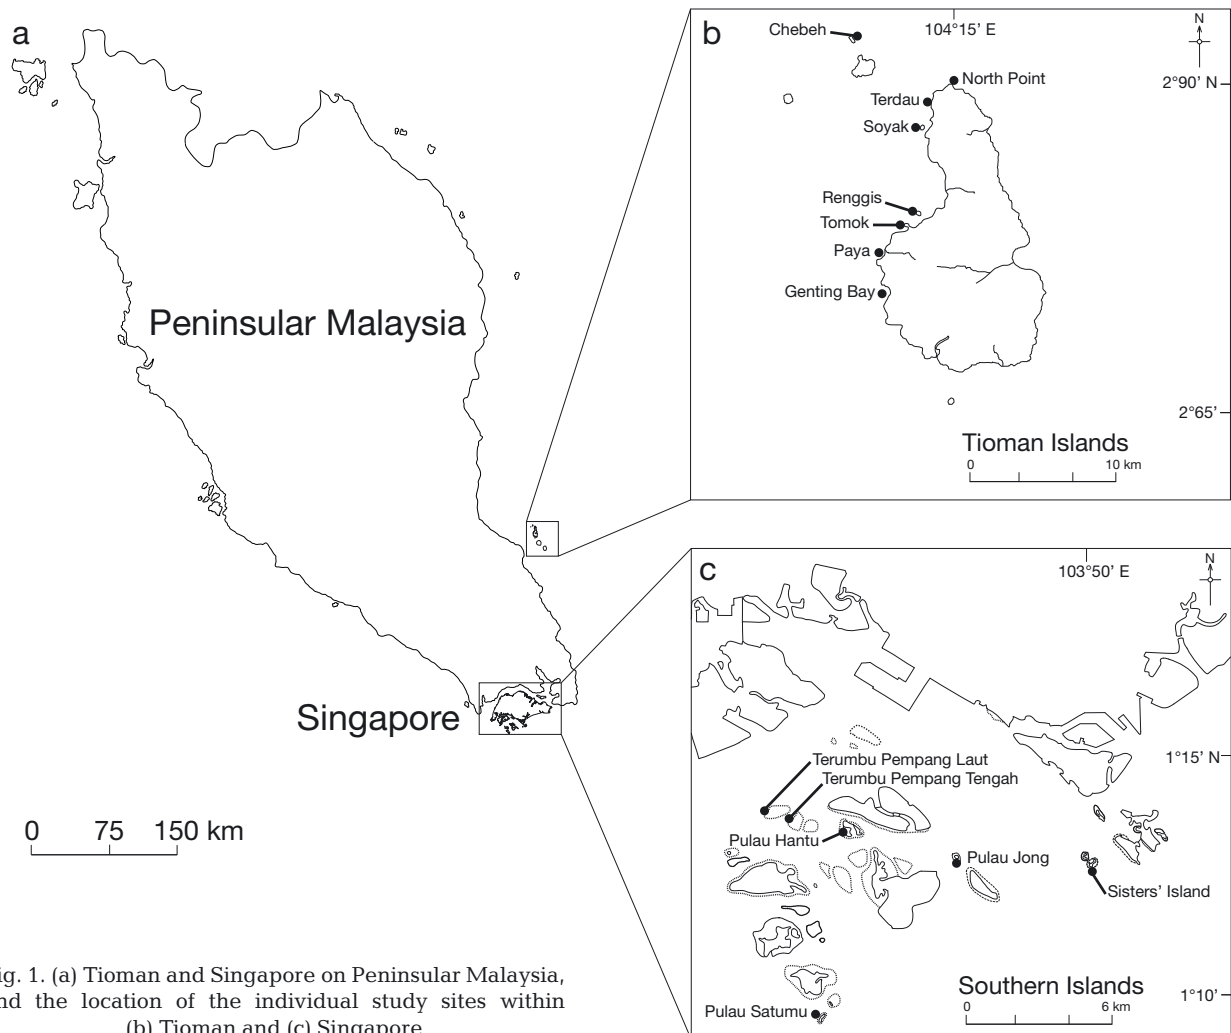 a
Peninsular Malaysia
Singapore
0 75 150 km
b
104°15’ E
N
Chebeh
2°90’ N
North Point
Terdau
Soyak
Renggis
Tomok
Paya
Genting Bay
2°65’
Tioman Islands
0 10 km
c
103°50’ E
N
1°15’ N
Terumbu Pempang Laut
Terumbu Pempang Tengah
Pulau Hantu
Pulau Jong
Sisters’ Island
Southern Islands
1°10’
0 6 km
Pulau Satumu
ig. 1. (a) Tioman and Singapore on Peninsular Malaysia,
nd the location of the individual study sites within
(b) Tioman and (c) Singapore